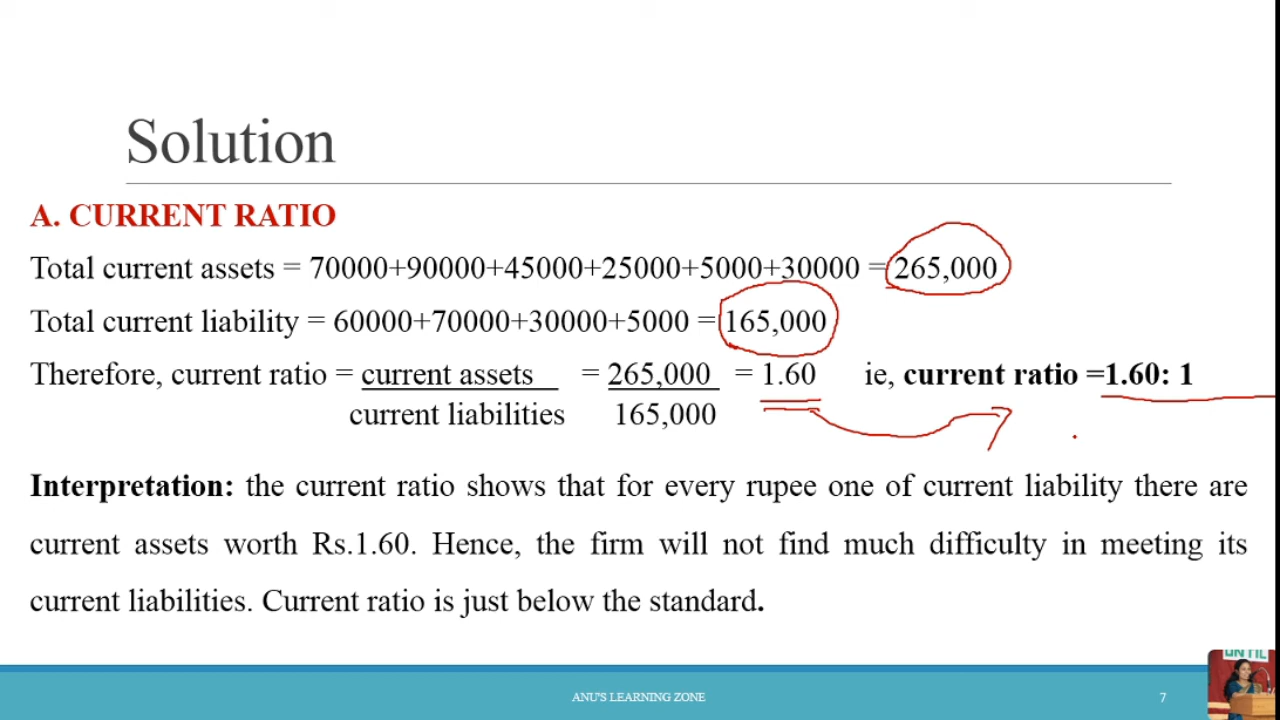 Solution
A. CURRENT RATIO
Total current assets = 70000+90000+45000+25000+5000+30000 = 265,000
Total current liability = 60000+70000+30000+5000 = 165,000
Therefore, current ratio = current assets = 265,000 = 1.60 ie, current ratio =1.60: 1
current liabilities 165,000
Interpretation: the current ratio shows that for every rupee one of current liability there are
current assets worth Rs.1.60. Hence, the firm will not find much difficulty in meeting its
current liabilities. Current ratio is just below the standard.
ANU'S LEARNING ZONE
7